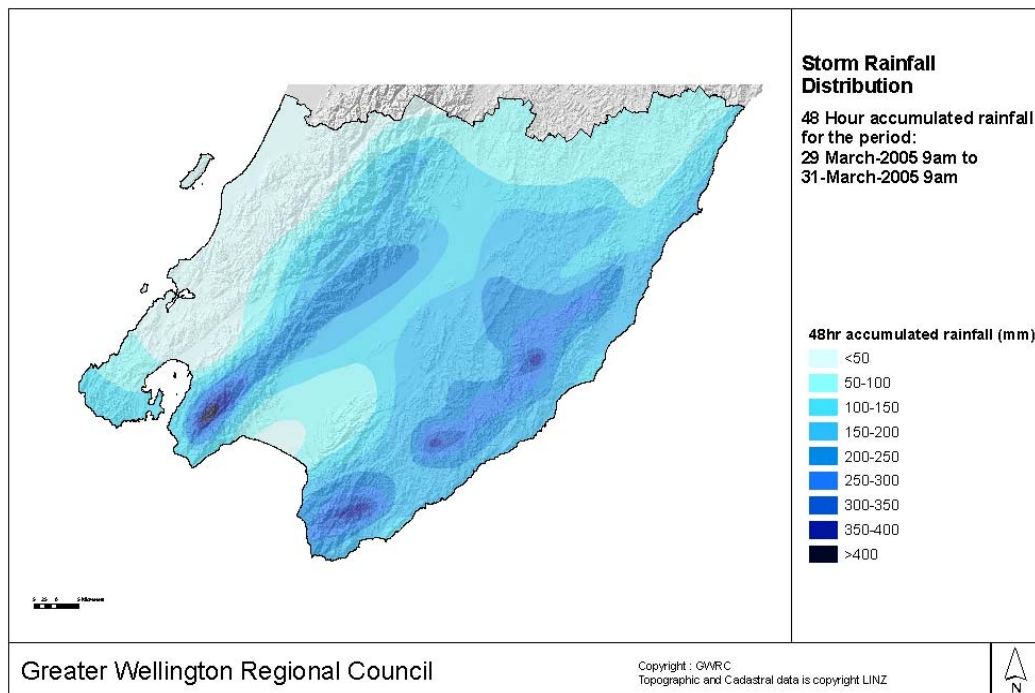 Storm Rainfall
Distribution
48 Hour accumulated rainfall
for the period:
29 March-2005 9am to
31-March-2005 9am
48hr accumulated rainfall (mm)
<50
50-100
100-150
150-200
200-250
250-300
300-350
350-400
>400
Greater Wellington Regional Council
Copyright : GWRC
Topographic and Cadastral data is copyright LINZ
N